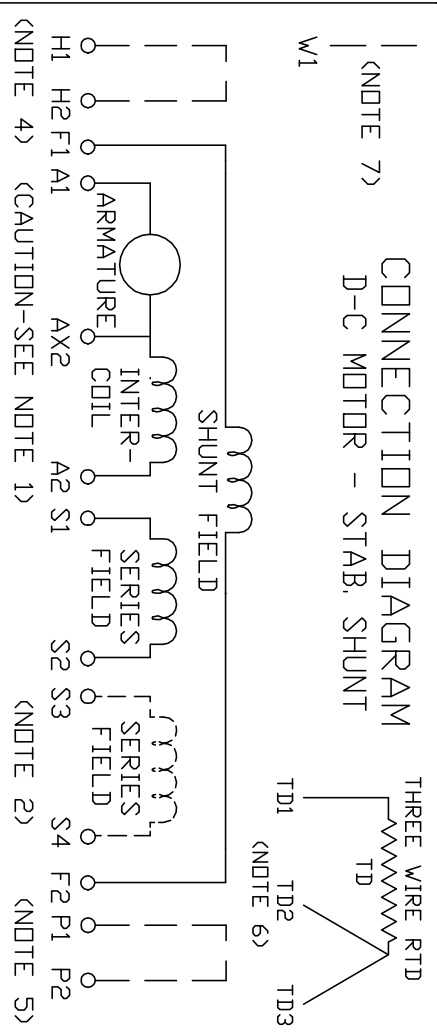 CONNECTION DIAGRAM
D-C MOTOR - STAB. SHUNT
W1
(NOTE 7)
THREE WIRE RTD
TD
TD1
TD2
TD3
(NOTE 6)
SHUNT FIELD
ARMATURE
INTER-
COIL
SERIES
FIELD
SERIES
FIELD
H1
H2
F1
A1
AX2
A2
S1
S2
S3
S4
F2
P1
P2
(NOTE 4)
(CAUTION-SEE NOTE 1)
(NOTE 2)
(NOTE 5)